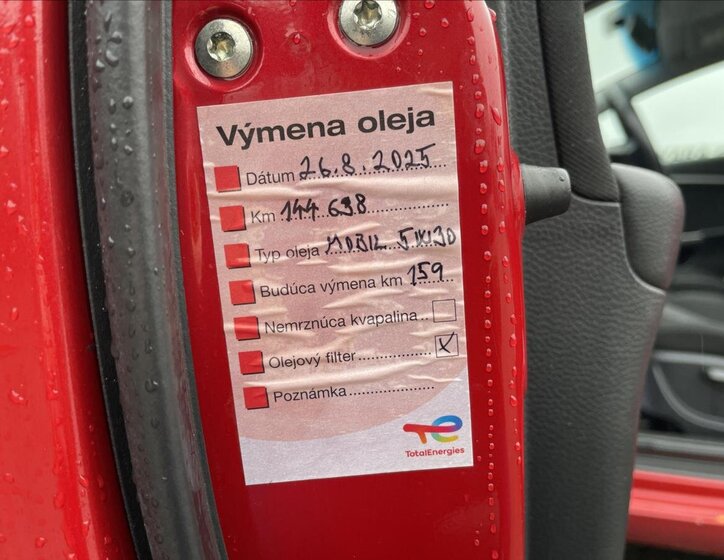 Výmena oleja
Dátum 26.8.2025
Km 144 638
Typ oleja MOBIL 5W30
Budúca výmena km 159
Nemrznúca kvapalina..
Olejový filter.................. X
Poznámka.....................
TotalEnergies